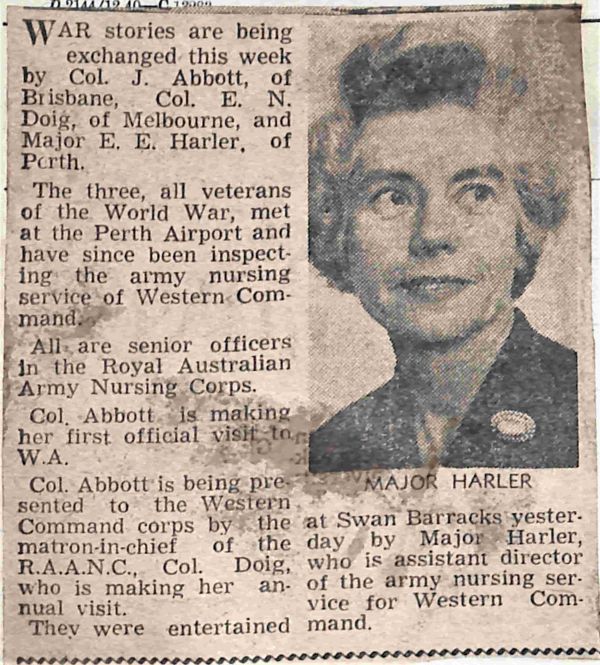 WAR stories are being
exchanged this week
by Col. J. Abbott, of
Brisbane, Col. E. N.
Doig, of Melbourne, and
Major E. E. Harler, of
Perth.
The three, all veterans
of the World War, met
at the Perth Airport and
have since been inspect-
ing the army nursing
service of Western Com-
mand.
All are senior officers
in the Royal Australian
Army Nursing Corps.
Col. Abbott is making
her first official visit to
W.A.
Col. Abbott is being pre-
sented to the Western
Command corps by the
matron-in-chief of the
R.A.A.N.C., Col. Doig,
who is making her an-
nual visit.
They were entertained
MAJOR HARLER
at Swan Barracks yester-
day by Major Harler,
who is assistant director
of the army nursing ser-
vice for Western Com-
mand.